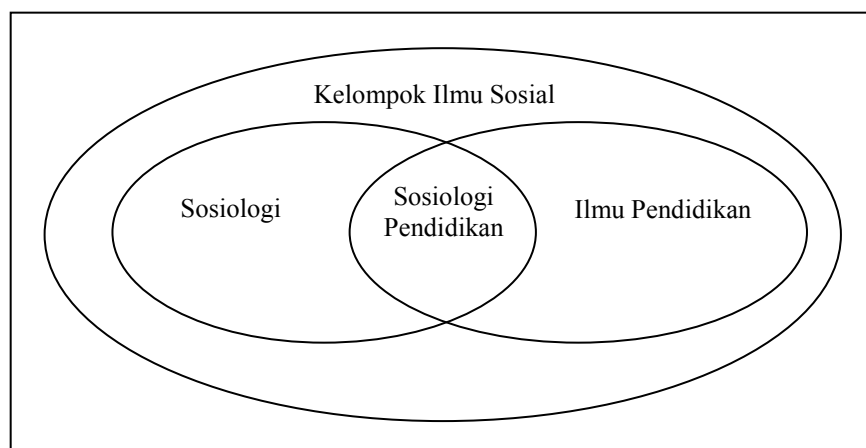 Kelompok Ilmu Sosial
Sosiologi
Sosiologi
Pendidikan
Ilmu Pendidikan